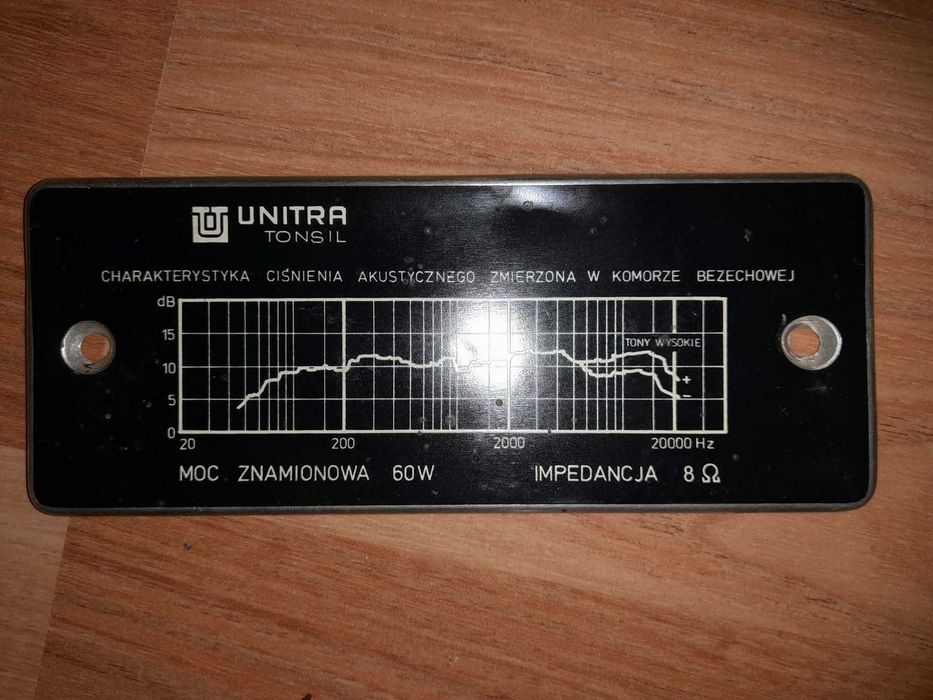 UNITRA
TONSIL
CHARAKTERYSTYKA CIŚNIENIA AKUSTYCZNEGO ZMIERZONA W KOMORZE BEZECHOWEJ
dB
15
TONY WYSOKIE
10
+
5
–
0
20 200 2000 20000 Hz
MOC ZNAMIONOWA 60W IMPEDANCJA 8 Ω